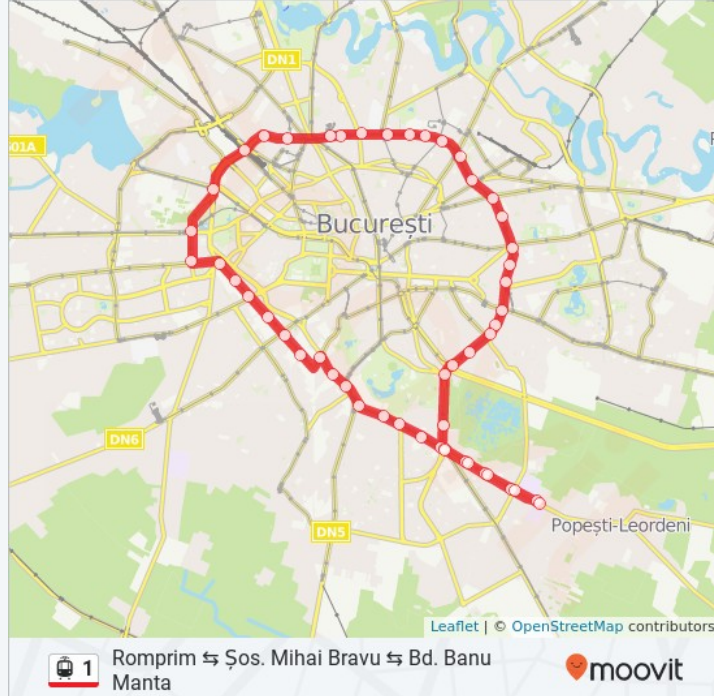 DN1
601A
București
DN6
DN5
Popești-Leordeni
Leaflet | © OpenStreetMap contributors
1
Romprim ⇆ Șos. Mihai Bravu ⇆ Bd. Banu
Manta
moovit